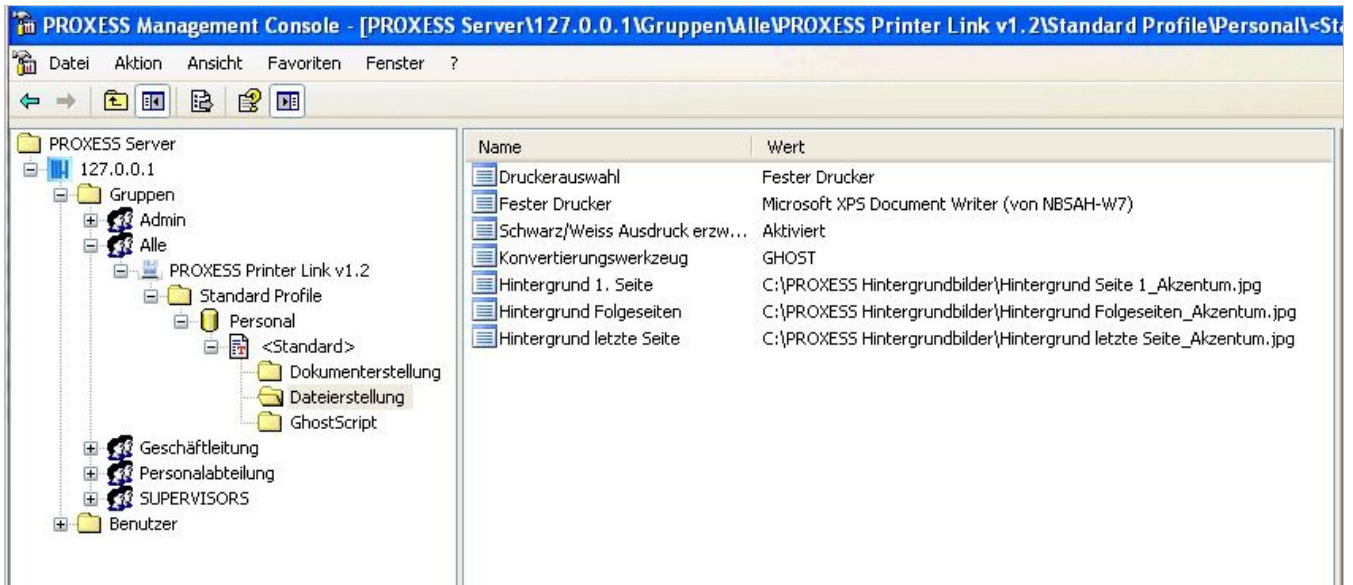 PROXESS Management Console - [PROXESS Server\127.0.0.1\Gruppen\Alle\PROXESS Printer Link v1.2\Standard Profile\Personal\<Sta
Datei Aktion Ansicht Favoriten Fenster ?
PROXESS Server
127.0.0.1
Gruppen
Admin
Alle
PROXESS Printer Link v1.2
Standard Profile
Personal
<Standard>
Dokumenterstellung
Dateierstellung
GhostScript
Geschäftleitung
Personalabteilung
SUPERVISORS
Benutzer
Name Wert
Druckerauswahl Fester Drucker
Fester Drucker Microsoft XPS Document Writer (von NBSAH-W7)
Schwarz/Weiss Ausdruck erzw... Aktiviert
Konvertierungswerkzeug GHOST
Hintergrund 1. Seite C:\PROXESS Hintergrundbilder\Hintergrund Seite 1_Akzentum.jpg
Hintergrund Folgeseiten C:\PROXESS Hintergrundbilder\Hintergrund Folgeseiten_Akzentum.jpg
Hintergrund letzte Seite C:\PROXESS Hintergrundbilder\Hintergrund letzte Seite_Akzentum.jpg